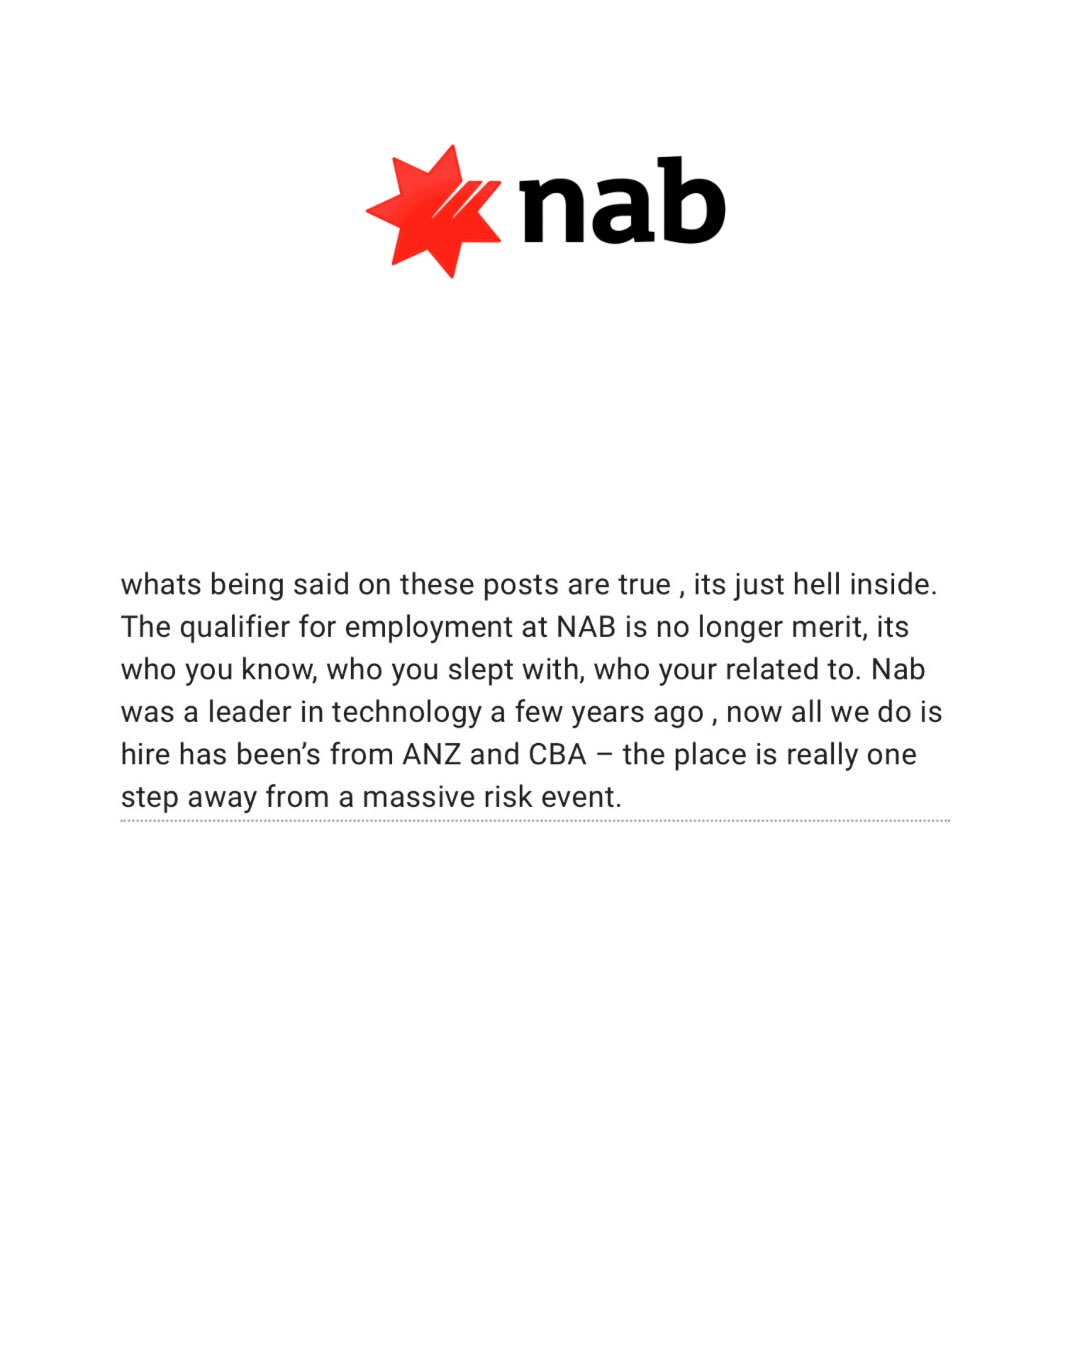 nab
whats being said on these posts are true , its just hell inside.
The qualifier for employment at NAB is no longer merit, its
who you know, who you slept with, who your related to. Nab
was a leader in technology a few years ago , now all we do is
hire has been’s from ANZ and CBA – the place is really one
step away from a massive risk event.